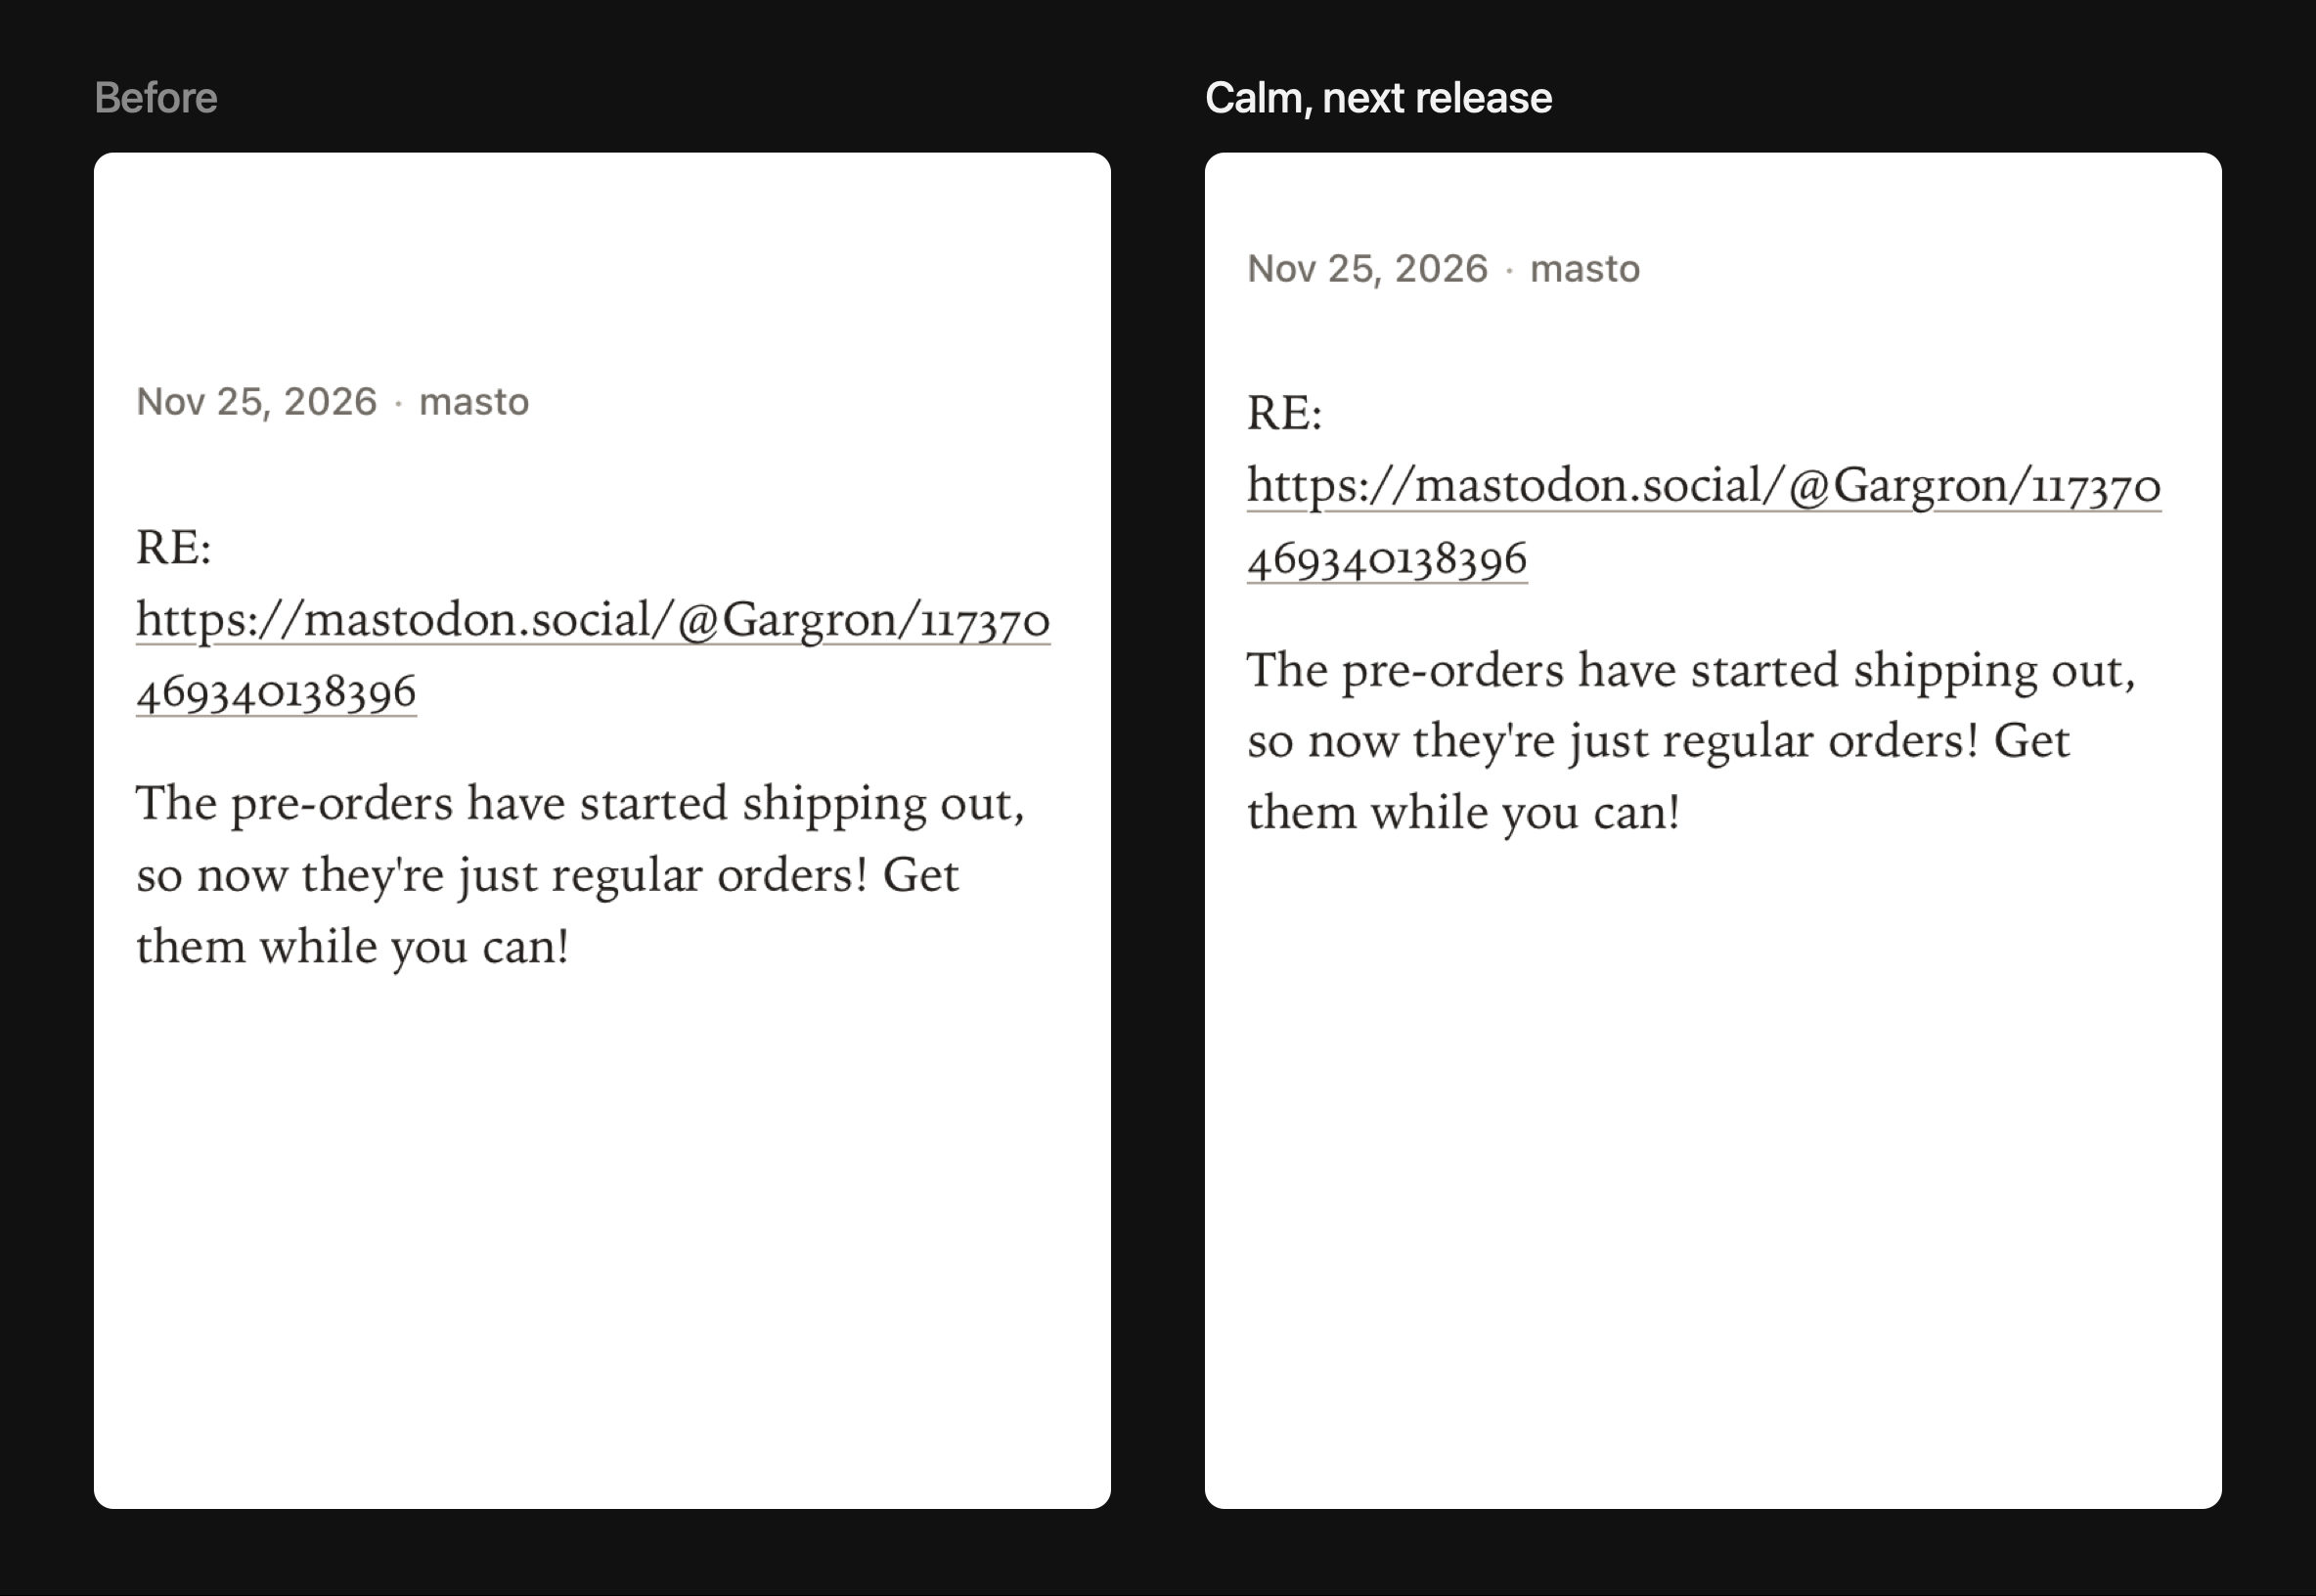 Before
Nov 25, 2026 · masto
RE:
https://mastodon.social/@Gargron/117370
469340138396
The pre-orders have started shipping out,
so now they're just regular orders! Get
them while you can!
Calm, next release
Nov 25, 2026 · masto
RE:
https://mastodon.social/@Gargron/117370
469340138396
The pre-orders have started shipping out,
so now they're just regular orders! Get
them while you can!